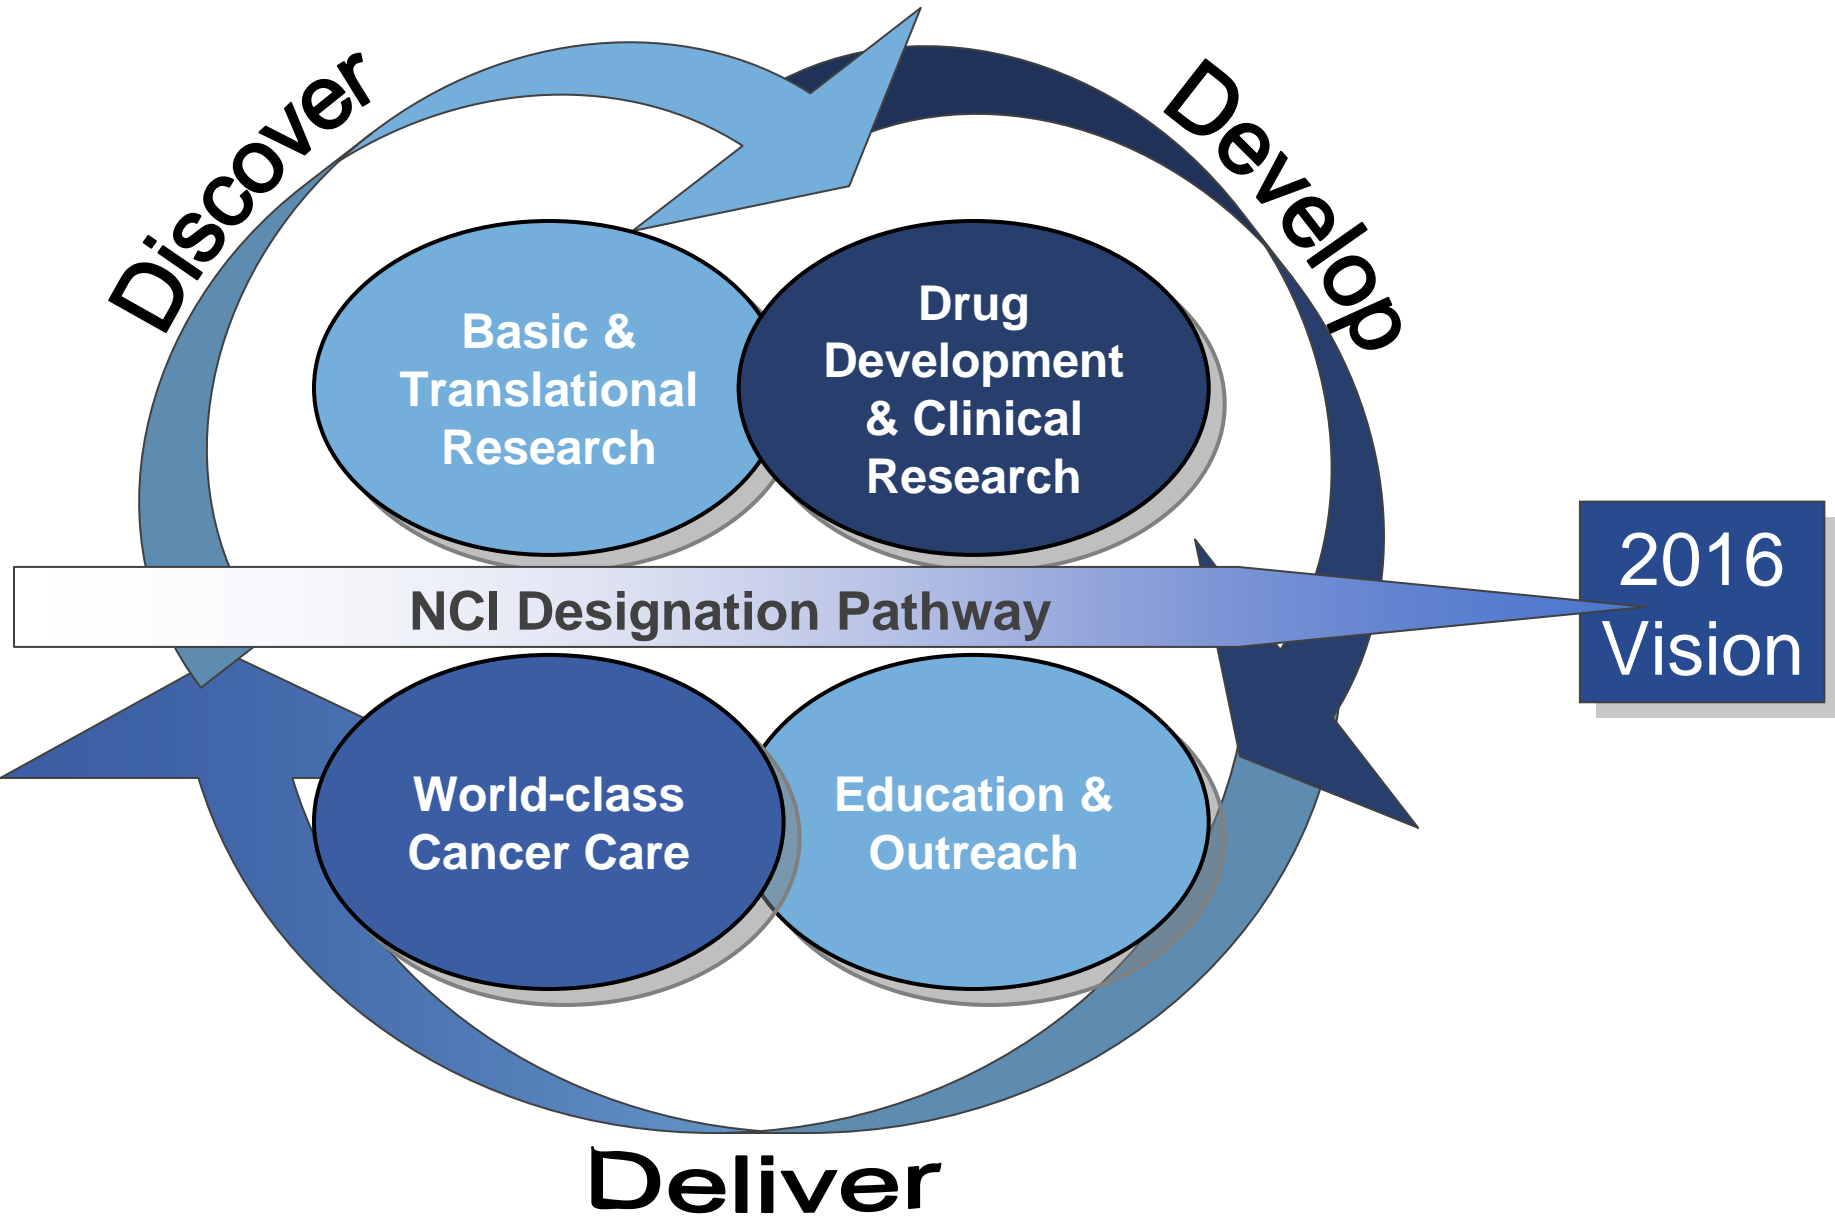 Discover
Develop
Basic &
Translational
Research
Drug
Development
& Clinical
Research
NCI Designation Pathway
2016
Vision
World-class
Cancer Care
Education &
Outreach
Deliver